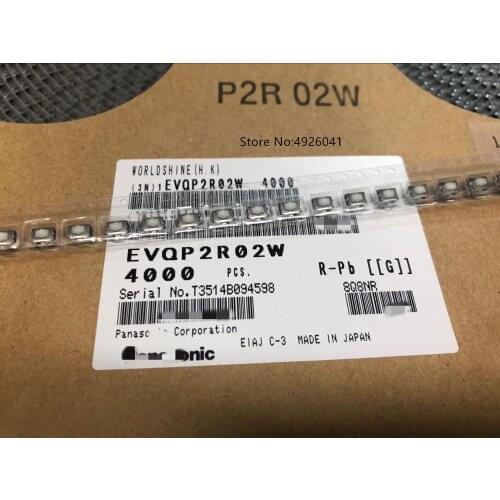 P2R 02W
Store No:4926041
WORLDSHINE(H.K)
(3N)1EVQP2R02W 4000
EVQP2R02W
4000 PCS.
R-Pb [[G]]
Serial No.T3514B094598
8Q8NR
Corporation
EIAJ C-3 MADE IN JAPAN